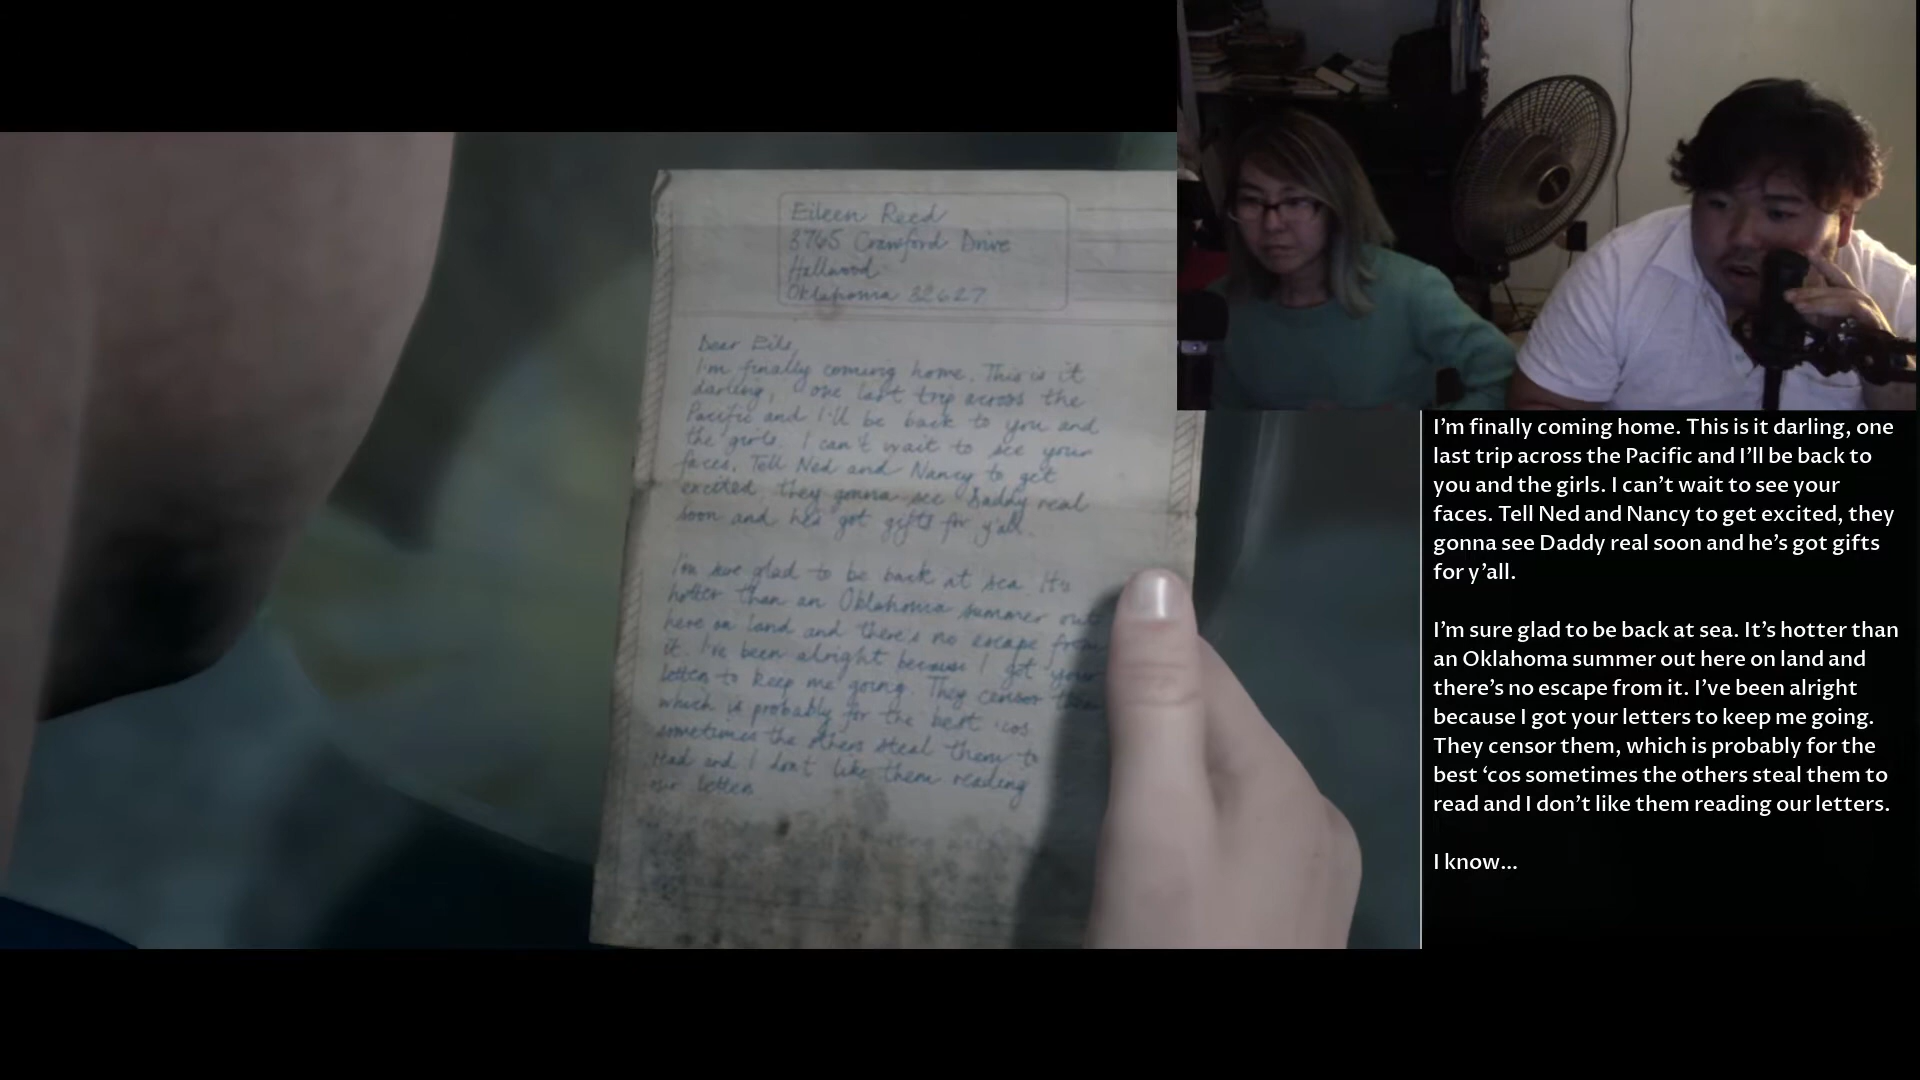 Eileen Reed
3765 Crawford Drive
Hallwood
Oklahoma 32627
Dear Eile,
I'm finally coming home. This is it
darling, one last trip across the
Pacific and I'll be back to you and
the girls. I can't wait to see your
faces. Tell Ned and Nancy to get
excited, they gonna see Daddy real
soon and he's got gifts for y'all.
I'm sure glad to be back at sea. It's
hotter than an Oklahoma summer out
here on land and there's no escape from
it. I've been alright because I got your
letters to keep me going. They censor them
which is probably for the best 'cos
sometimes the others steal them to
read and I don't like them reading
our letters
I'm finally coming home. This is it darling, one
last trip across the Pacific and I'll be back to
you and the girls. I can't wait to see your
faces. Tell Ned and Nancy to get excited, they
gonna see Daddy real soon and he's got gifts
for y'all.
I'm sure glad to be back at sea. It's hotter than
an Oklahoma summer out here on land and
there's no escape from it. I've been alright
because I got your letters to keep me going.
They censor them, which is probably for the
best ‘cos sometimes the others steal them to
read and I don't like them reading our letters.
I know...